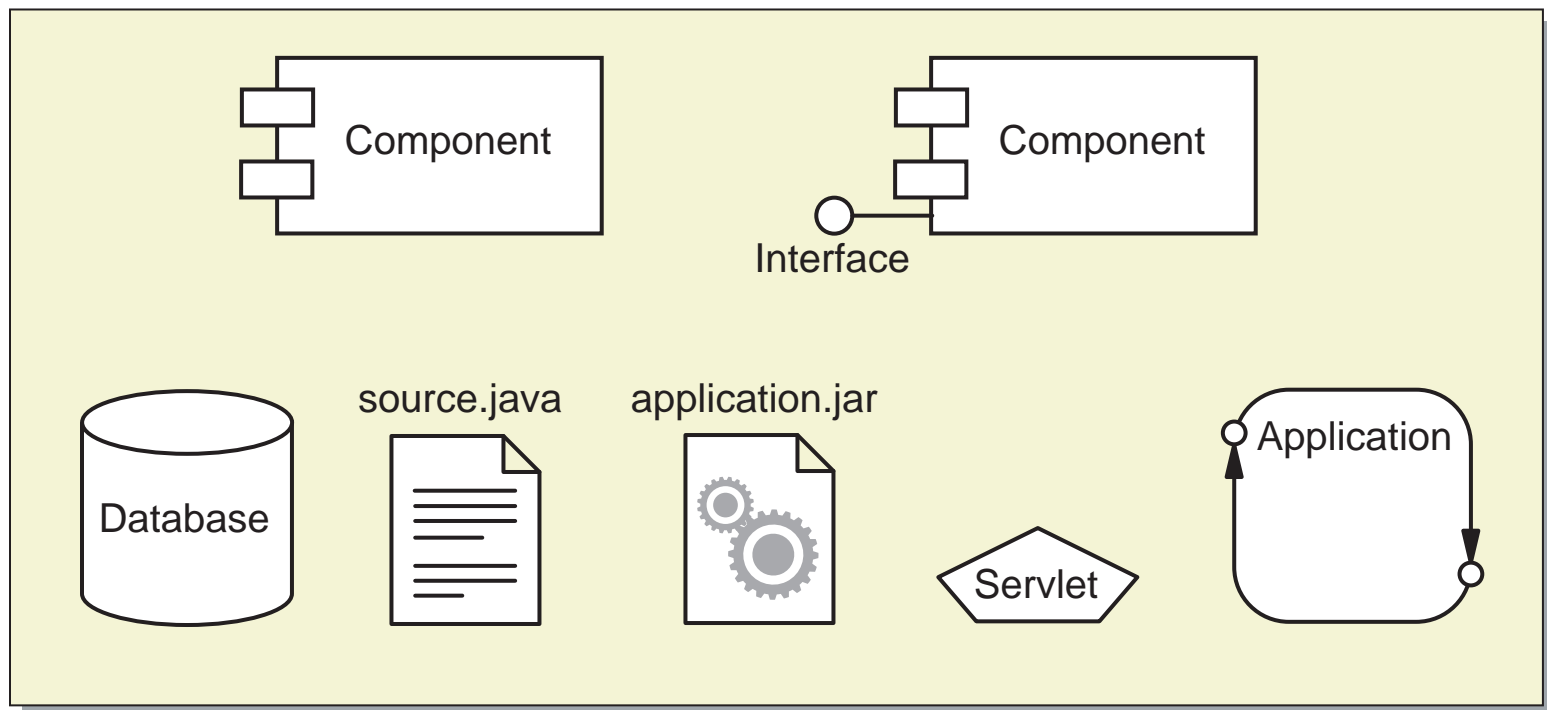 Component
Component
Interface
source.java
application.jar
Application
Database
Servlet